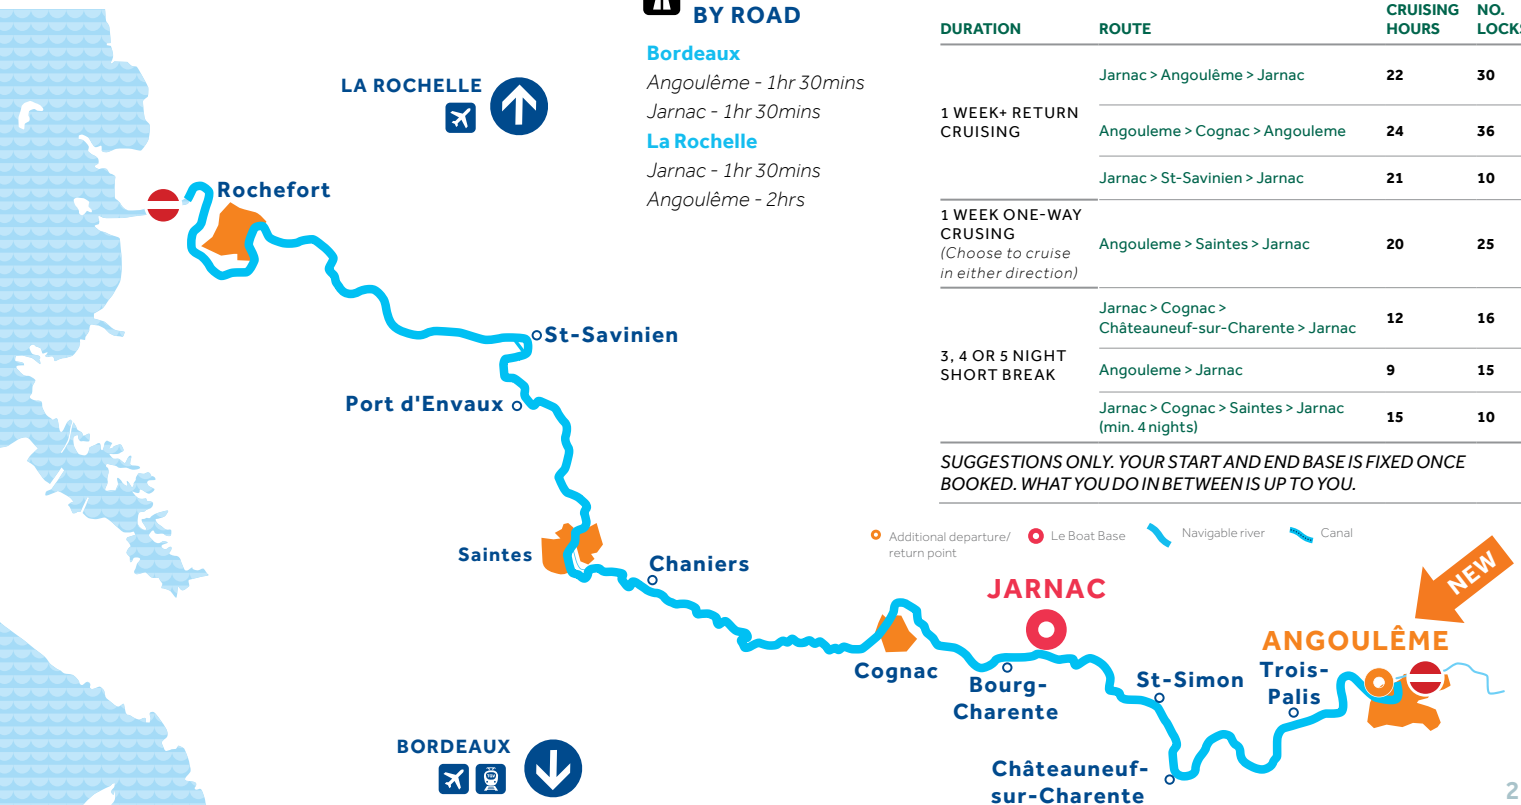 BY ROAD
Bordeaux
Angoulême - 1hr 30mins
Jarnac - 1hr 30mins
La Rochelle
Jarnac - 1hr 30mins
Angoulême - 2hrs
DURATION
ROUTE
CRUISING
HOURS
NO.
LOCKS
1 WEEK+ RETURN
CRUISING
Jarnac > Angoulême > Jarnac 22 30
Angouleme > Cognac > Angouleme 24 36
Jarnac > St-Savinien > Jarnac 21 10
1 WEEK ONE-WAY
CRUSING
(Choose to cruise
in either direction)
Angouleme > Saintes > Jarnac 20 25
3, 4 OR 5 NIGHT
SHORT BREAK
Jarnac > Cognac >
Châteauneuf-sur-Charente > Jarnac 12 16
Angouleme > Jarnac 9 15
Jarnac > Cognac > Saintes > Jarnac
(min. 4 nights) 15 10
SUGGESTIONS ONLY. YOUR START AND END BASE IS FIXED ONCE
BOOKED. WHAT YOU DO IN BETWEEN IS UP TO YOU.
Additional departure/
return point
Le Boat Base
Navigable river
Canal
LA ROCHELLE
Rochefort
St-Savinien
Port d'Envaux
Saintes
Chaniers
Cognac
Bourg-
Charente
JARNAC
St-Simon
Châteauneuf-
sur-Charente
Trois-
Palis
ANGOULÊME
NEW
BORDEAUX
2